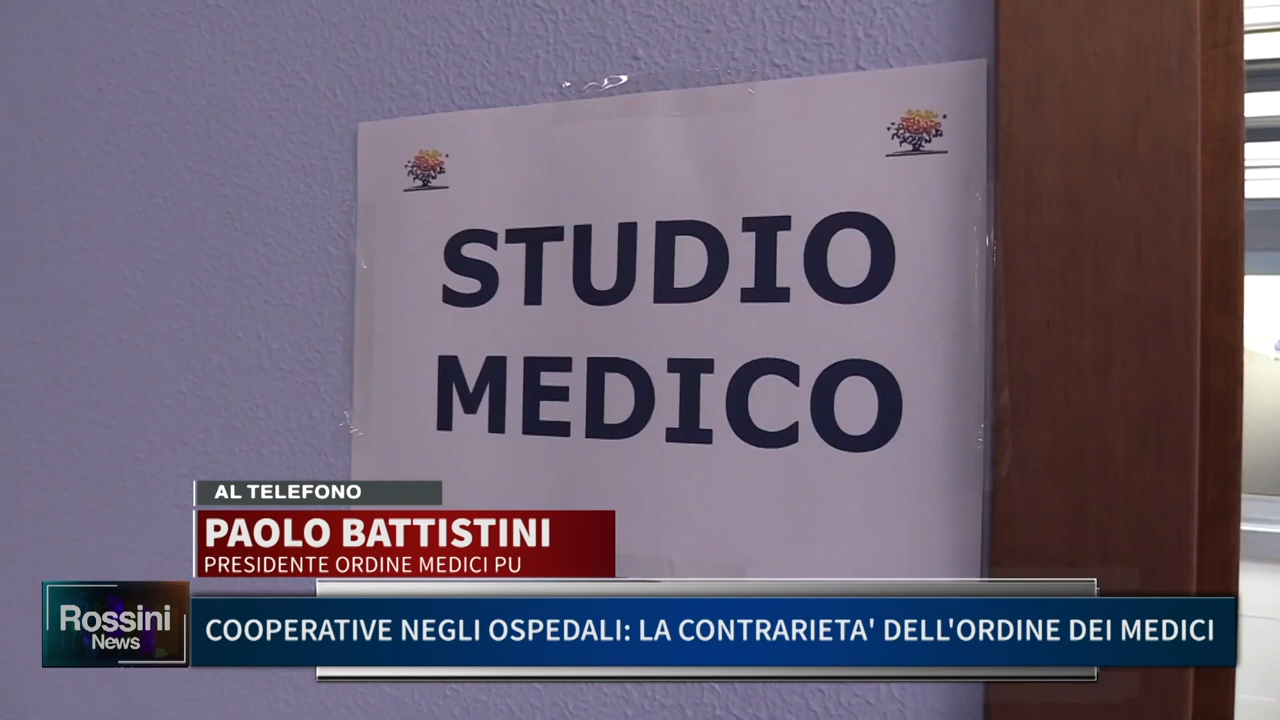 STUDIO
MEDICO
AL TELEFONO
PAOLO BATTISTINI
PRESIDENTE ORDINE MEDICI PU
Rossini
News
COOPERATIVE NEGLI OSPEDALI: LA CONTRARIETA' DELL'ORDINE DEI MEDICI